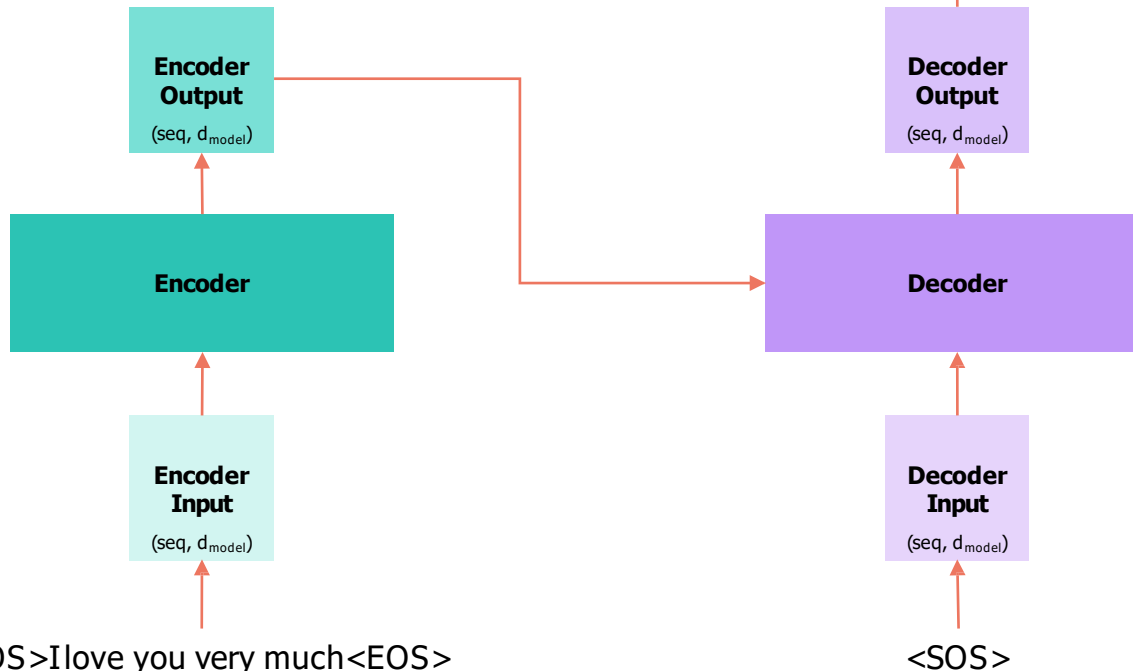 Encoder
Output
(seq, dmodel)
Decoder
Output
(seq, dmodel)
Encoder
Decoder
Encoder
Input
(seq, dmodel)
Decoder
Input
(seq, dmodel)
OS>I love you very much<EOS>
<SOS>